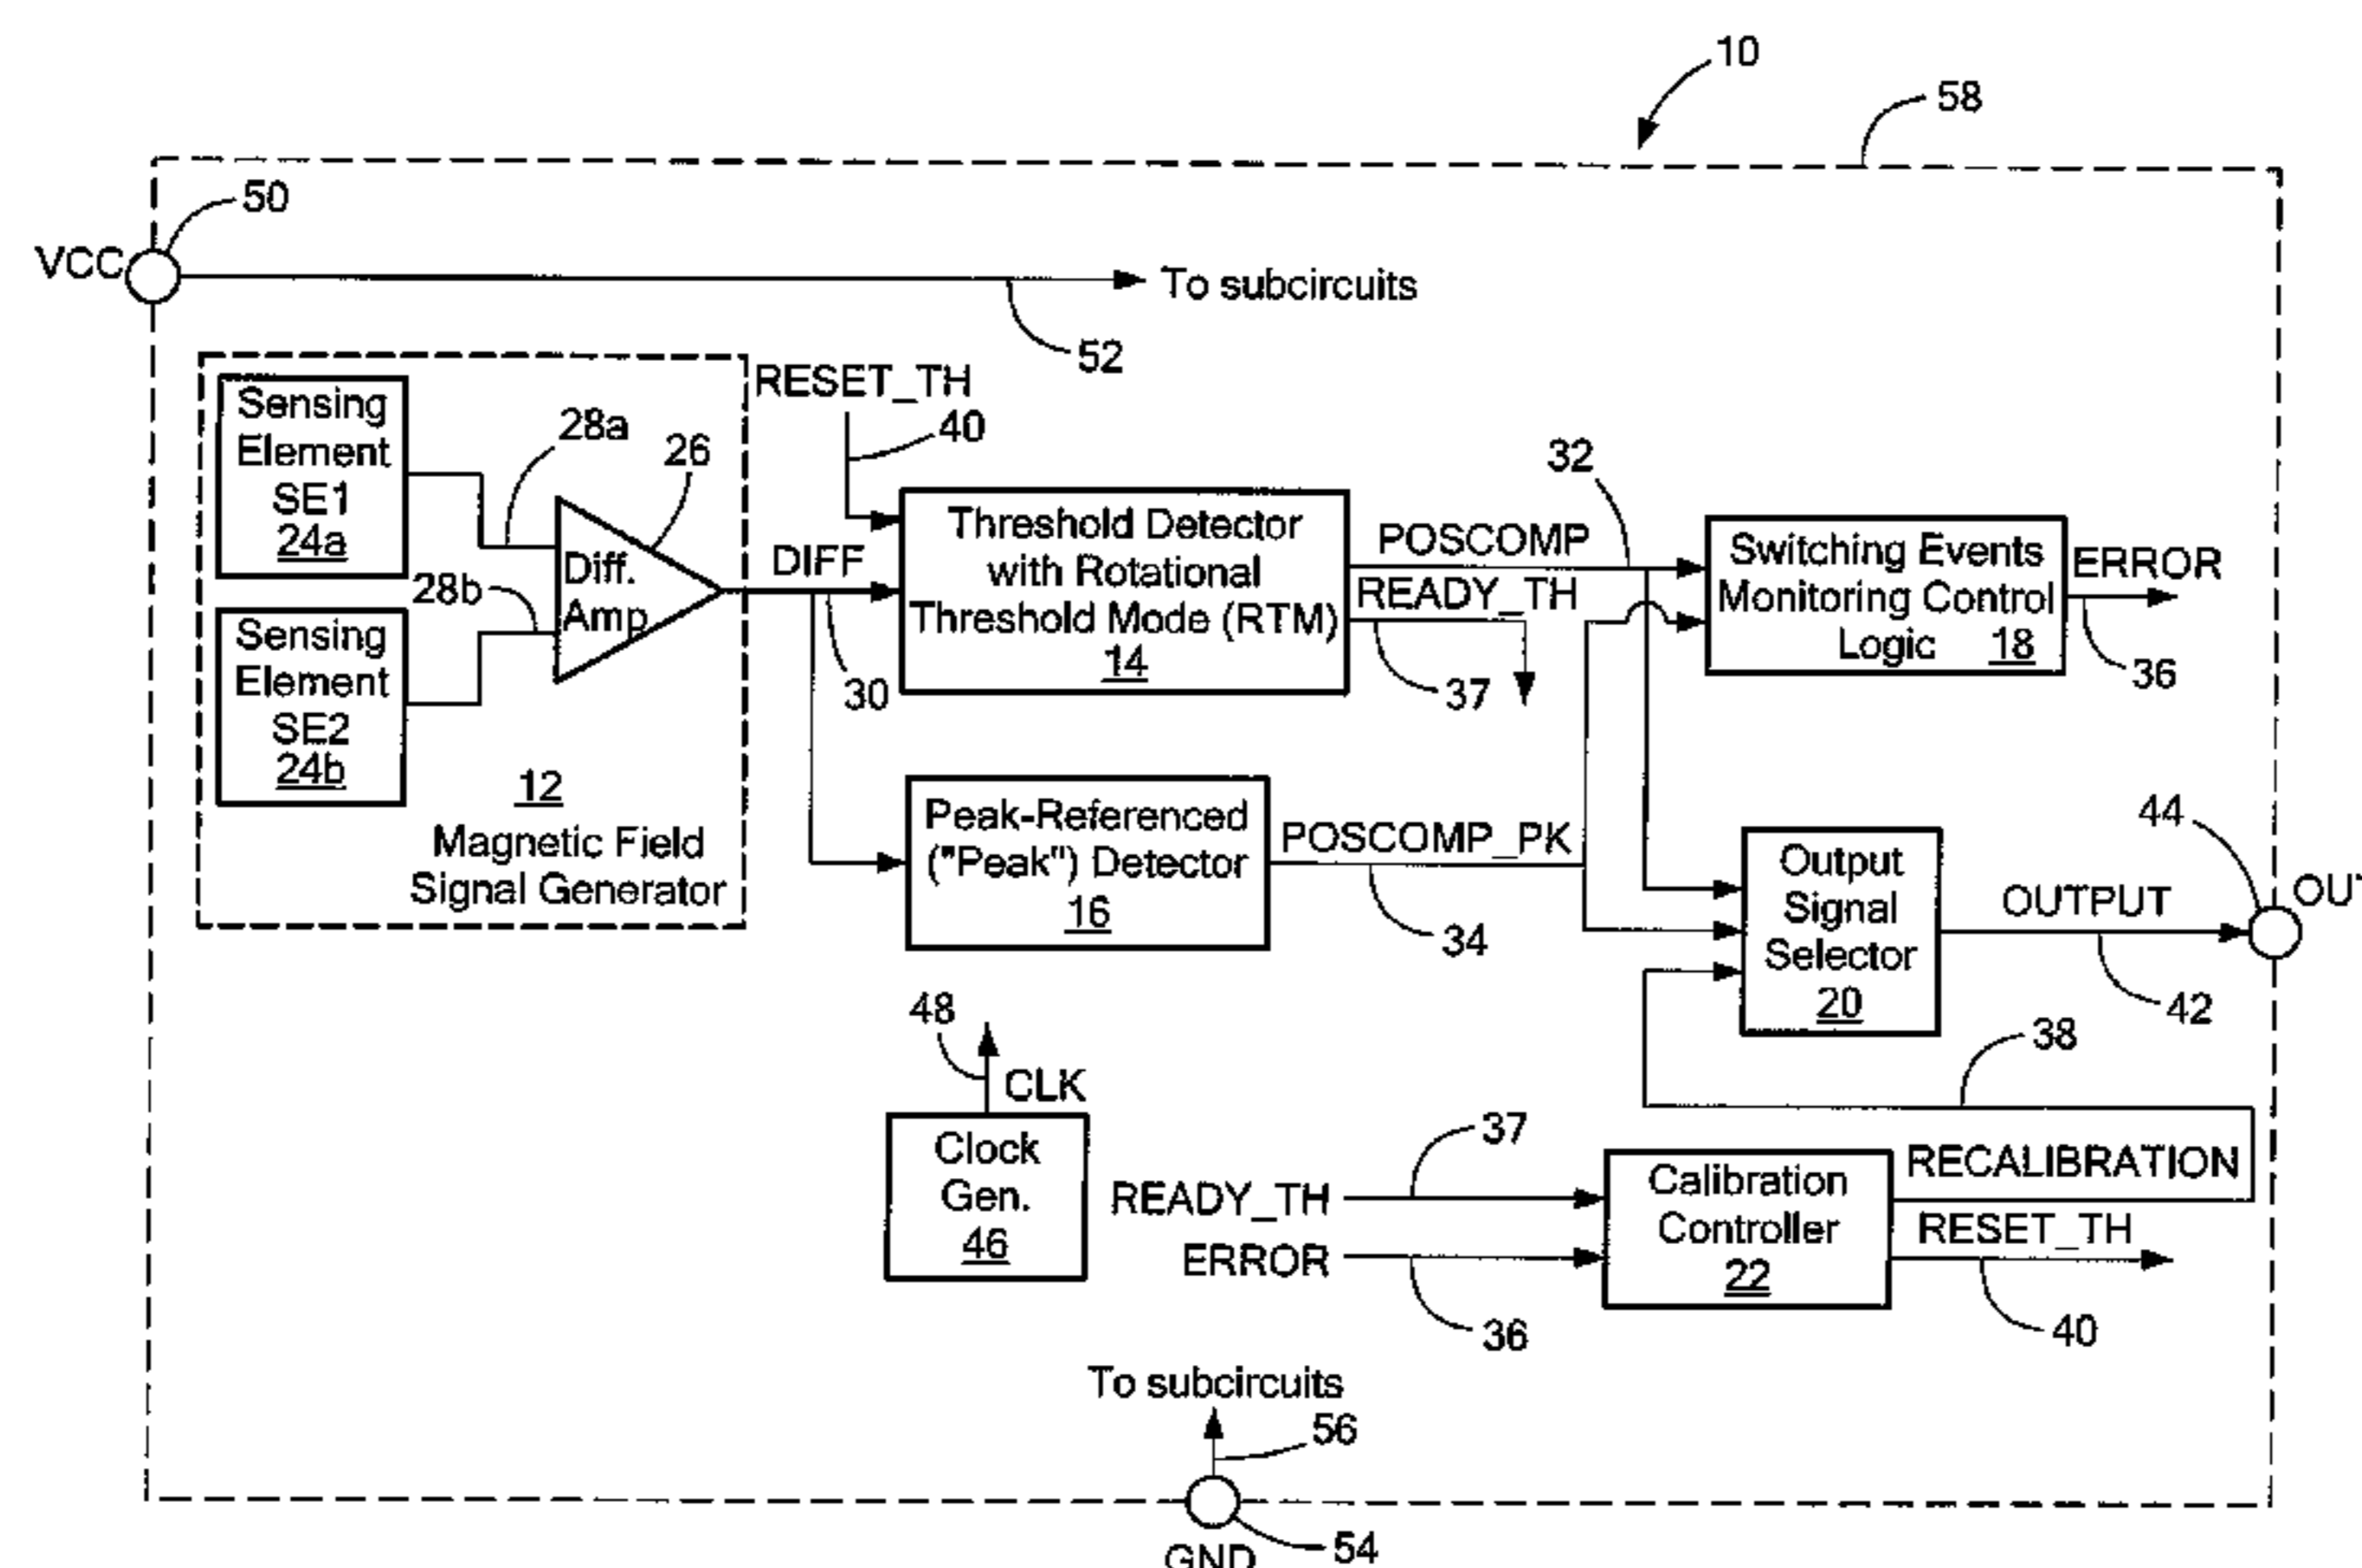 10
58
50
VCC
To subcircuits
52
Sensing
Element
SE1
24a
28a
26
RESET_TH
40
Diff.
Amp
28b
Sensing
Element
SE2
24b
12
Magnetic Field
Signal Generator
DIFF
30
Threshold Detector
with Rotational
Threshold Mode (RTM)
14
POSCOMP
32
READY_TH
37
Switching Events
Monitoring Control
Logic 18
ERROR
36
Peak-Referenced
("Peak") Detector
16
POSCOMP_PK
34
Output
Signal
Selector
20
OUTPUT
42
44
OU
48
CLK
Clock
Gen.
46
38
READY_TH
37
ERROR
36
Calibration
Controller
22
RECALIBRATION
RESET_TH
40
To subcircuits
56
54
GND